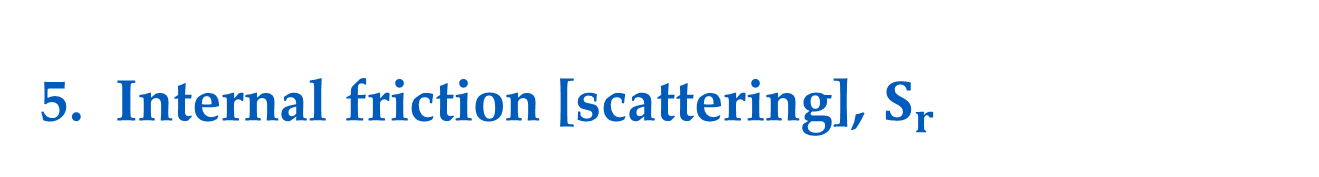 5. Internal friction [scattering], Sᵣ